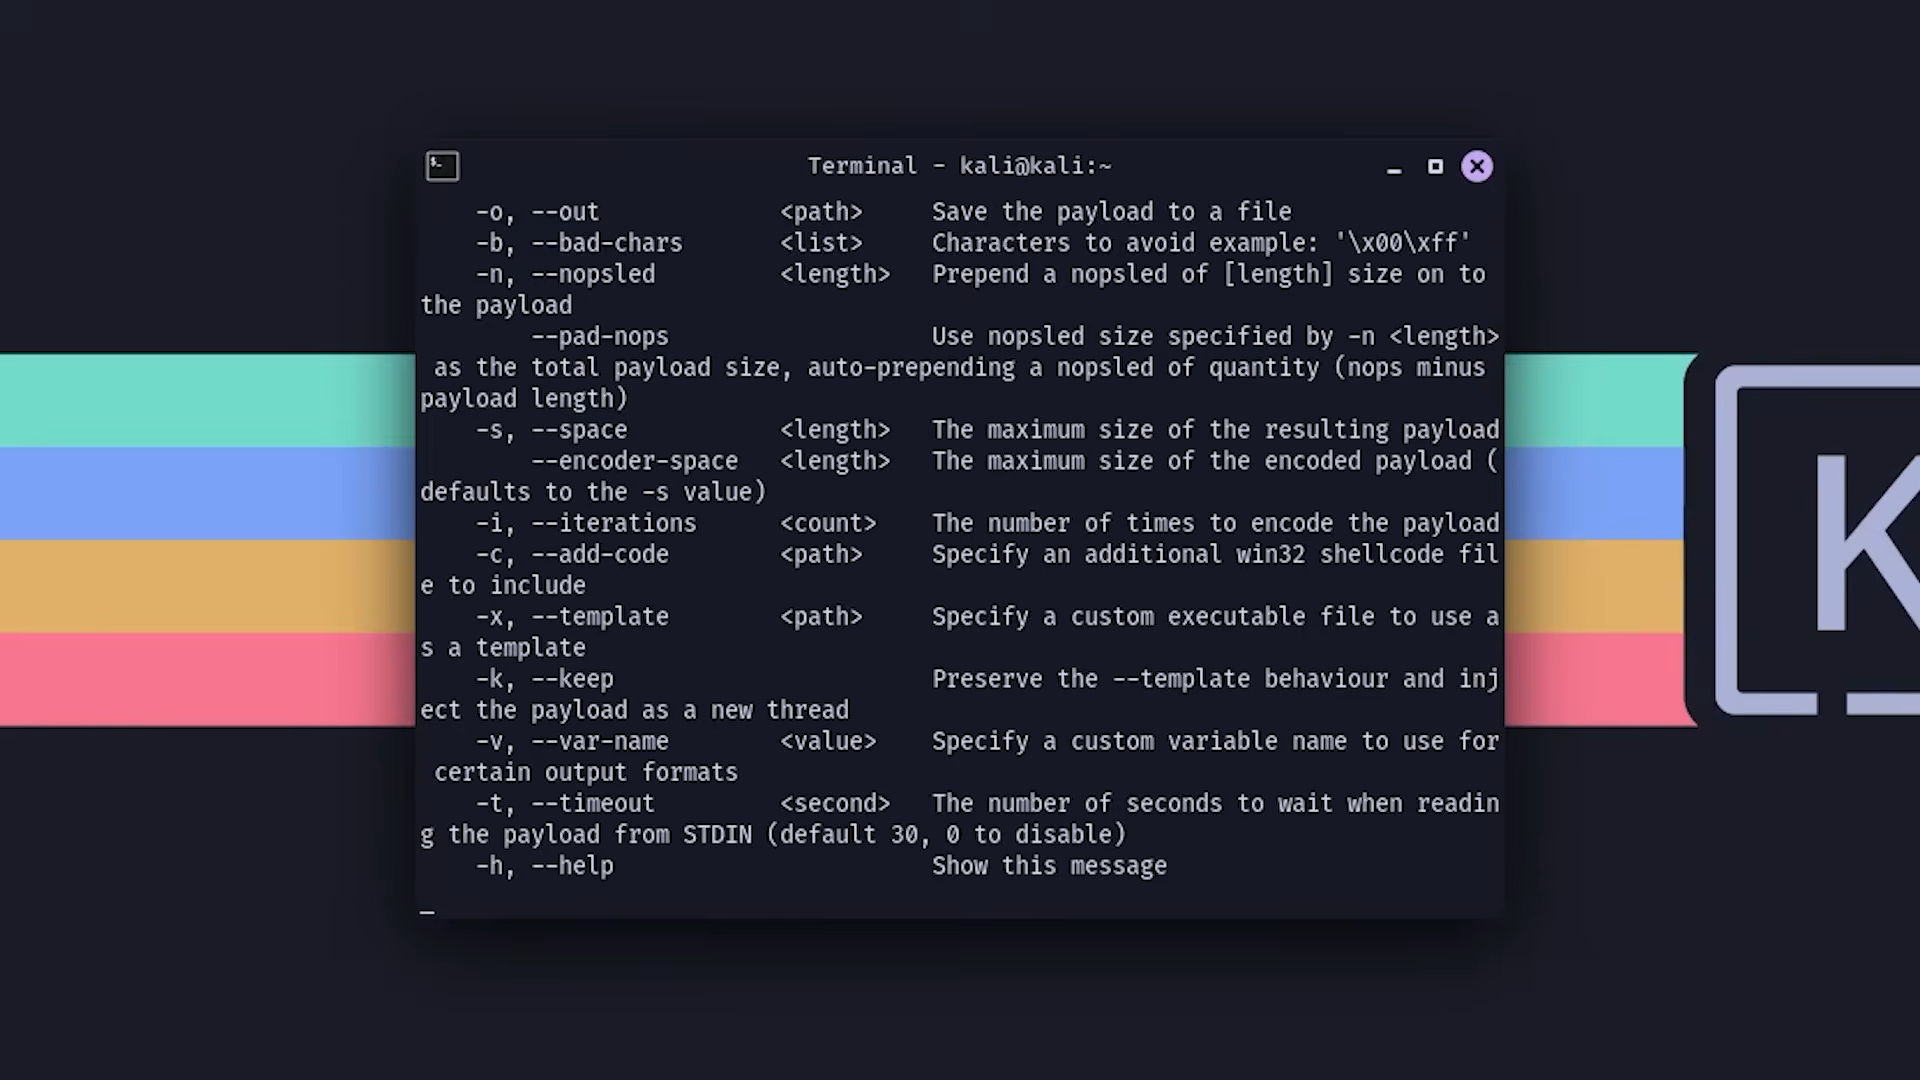 Terminal - kali@kali:~
-o, --out <path> Save the payload to a file
-b, --bad-chars <list> Characters to avoid example: '\x00\xff'
-n, --nopsled <length> Prepend a nopsled of [length] size on to
the payload
--pad-nops Use nopsled size specified by -n <length>
as the total payload size, auto-prepending a nopsled of quantity (nops minus
payload length)
-s, --space <length> The maximum size of the resulting payload
--encoder-space <length> The maximum size of the encoded payload (
defaults to the -s value)
-i, --iterations <count> The number of times to encode the payload
-c, --add-code <path> Specify an additional win32 shellcode fil
e to include
-x, --template <path> Specify a custom executable file to use a
s a template
-k, --keep Preserve the --template behaviour and inj
ect the payload as a new thread
-v, --var-name <value> Specify a custom variable name to use for
certain output formats
-t, --timeout <second> The number of seconds to wait when readin
g the payload from STDIN (default 30, 0 to disable)
-h, --help Show this message
K